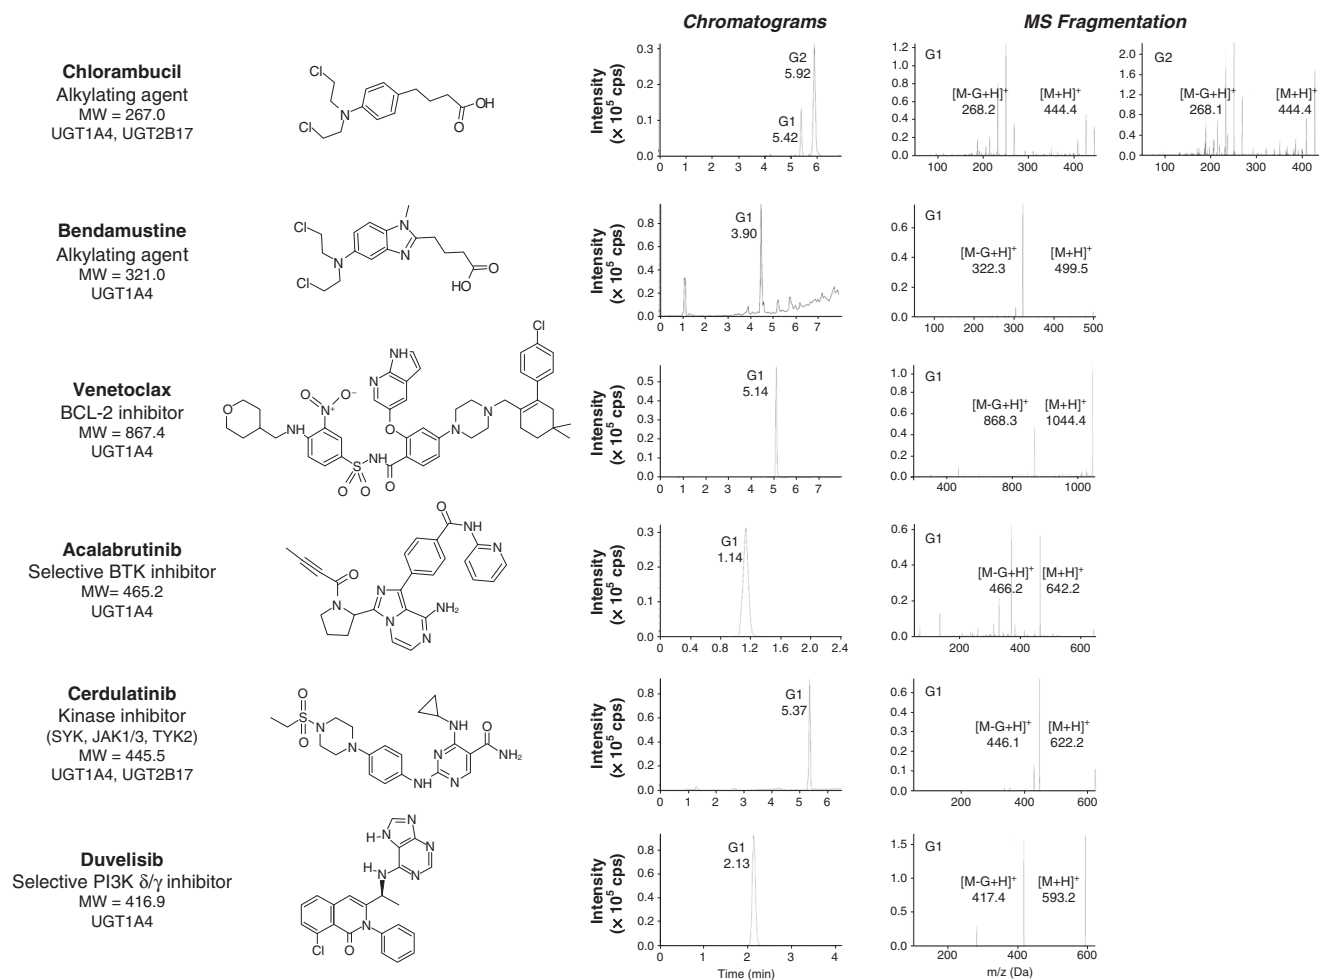 Chromatograms
MS Fragmentation
Chlorambucil
Alkylating agent
MW = 267.0
UGT1A4, UGT2B17
Cl
Cl
N
O
OH
Intensity
(× 10⁵ cps)
0.3
0.2
0.1
0.0
G2
5.92
G1
5.42
0 1 2 3 4 5 6
1.2
1.0
0.8
0.6
0.4
0.2
0.0
G1
[M-G+H]⁺
268.2
[M+H]⁺
444.4
100 200 300 400
2.0
1.6
1.2
0.8
0.4
0.0
G2
[M-G+H]⁺
268.1
[M+H]⁺
444.4
100 200 300 400
Bendamustine
Alkylating agent
MW = 321.0
UGT1A4
Cl
Cl
N
N
N
O
HO
Intensity
(× 10⁵ cps)
0.8
0.6
0.4
0.2
0.0
G1
3.90
0 1 2 3 4 5 6 7
0.6
0.4
0.2
0.0
G1
[M-G+H]⁺
322.3
[M+H]⁺
499.5
100 300 500
Venetoclax
BCL-2 inhibitor
MW = 867.4
UGT1A4
O
NH
O
N⁺
O⁻
S
O
O
NH
O
O
N
NH
N
N
Cl
Intensity
(× 10⁵ cps)
0.5
0.4
0.3
0.2
0.1
0.0
G1
5.14
0 1 2 3 4 5 6 7
1.0
0.8
0.6
0.4
0.2
0.0
G1
[M-G+H]⁺
868.3
[M+H]⁺
1044.4
400 800 1000
Acalabrutinib
Selective BTK inhibitor
MW= 465.2
UGT1A4
O
N
H
N
O
N
N
N
NH₂
N
Intensity
(× 10⁵ cps)
0.3
0.2
0.1
0.0
G1
1.14
0 0.4 0.8 1.2 1.6 2.0 2.4
0.6
0.4
0.2
0.0
G1
[M-G+H]⁺
466.2
[M+H]⁺
642.2
200 400 600
Cerdulatinib
Kinase inhibitor
(SYK, JAK1/3, TYK2)
MW = 445.5
UGT1A4, UGT2B17
O
S
O
N
N
NH
N
N
NH
O
NH₂
Intensity
(× 10⁵ cps)
0.8
0.6
0.4
0.2
0.0
G1
5.37
0 1 2 3 4 5 6
0.6
0.4
0.2
0.0
G1
[M-G+H]⁺
446.1
[M+H]⁺
622.2
200 400 600
Duvelisib
Selective PI3K δ/γ inhibitor
MW = 416.9
UGT1A4
H-N
N
N
N
H
N
N
O
Cl
Intensity
(× 10⁵ cps)
0.8
0.6
0.4
0.2
0.0
G1
2.13
0 1 2 3 4
Time (min)
1.5
1.0
0.5
0.0
G1
[M-G+H]⁺
417.4
[M+H]⁺
593.2
200 400 600
m/z (Da)